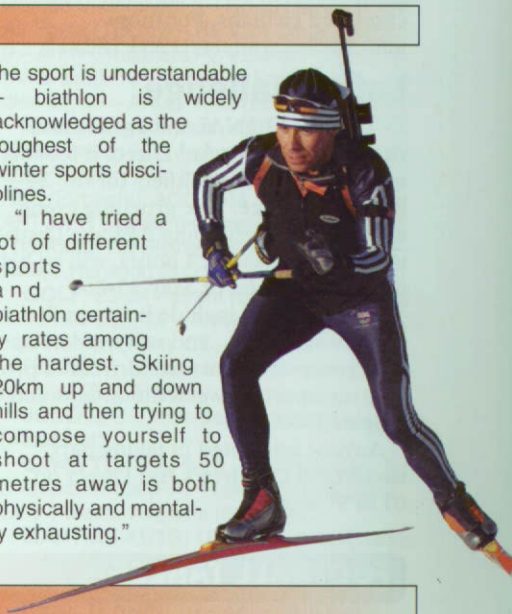 he sport is understandable
- biathlon is widely
acknowledged as the
oughest of the
winter sports disci-
plines.
"I have tried a
ot of different
sports
and
biathlon certain-
y rates among
he hardest. Skiing
20km up and down
hills and then trying to
compose yourself to
shoot at targets 50
metres away is both
physically and mental-
y exhausting."